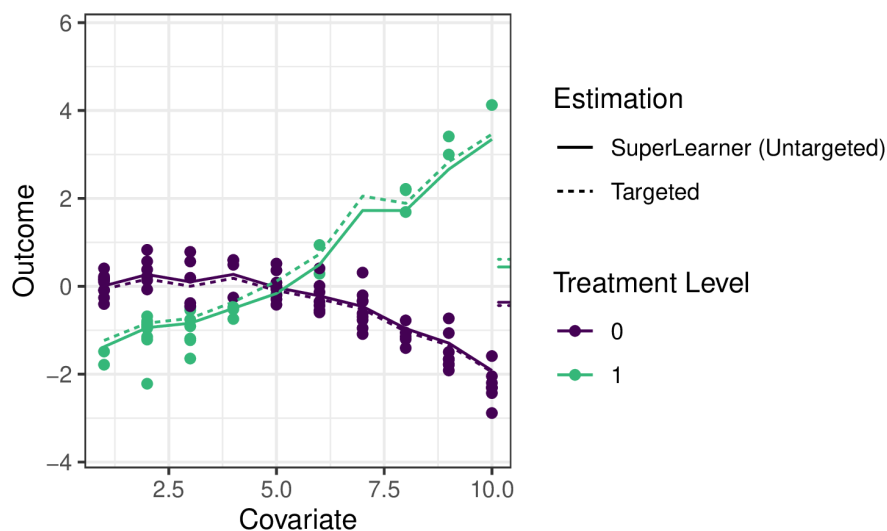 6
4
2
0
−2
−4
Outcome
2.5 5.0 7.5 10.0
Covariate
Estimation
SuperLearner (Untargeted)
Targeted
Treatment Level
0
1